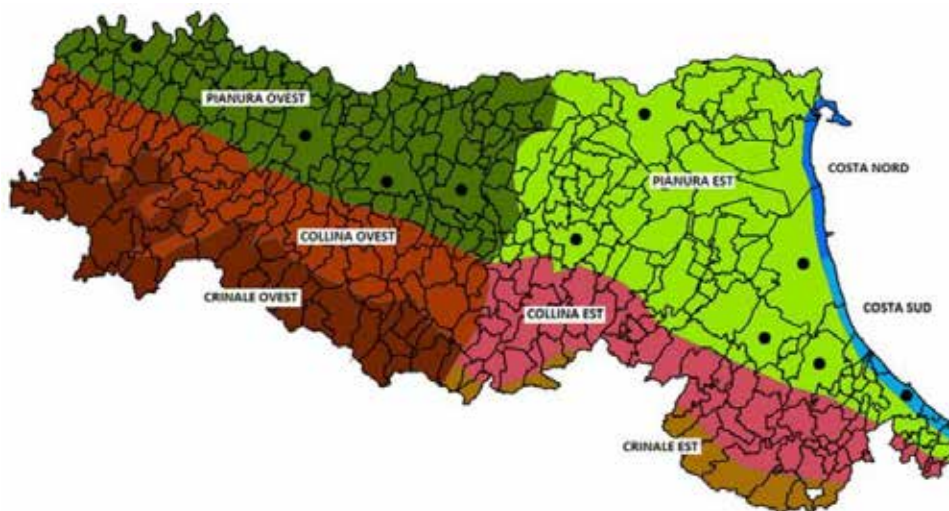 PIANURA OVEST
COSTA NORD
PIANURA EST
COLLINA OVEST
CRINALE OVEST
COSTA SUD
COLLINA EST
CRINALE EST